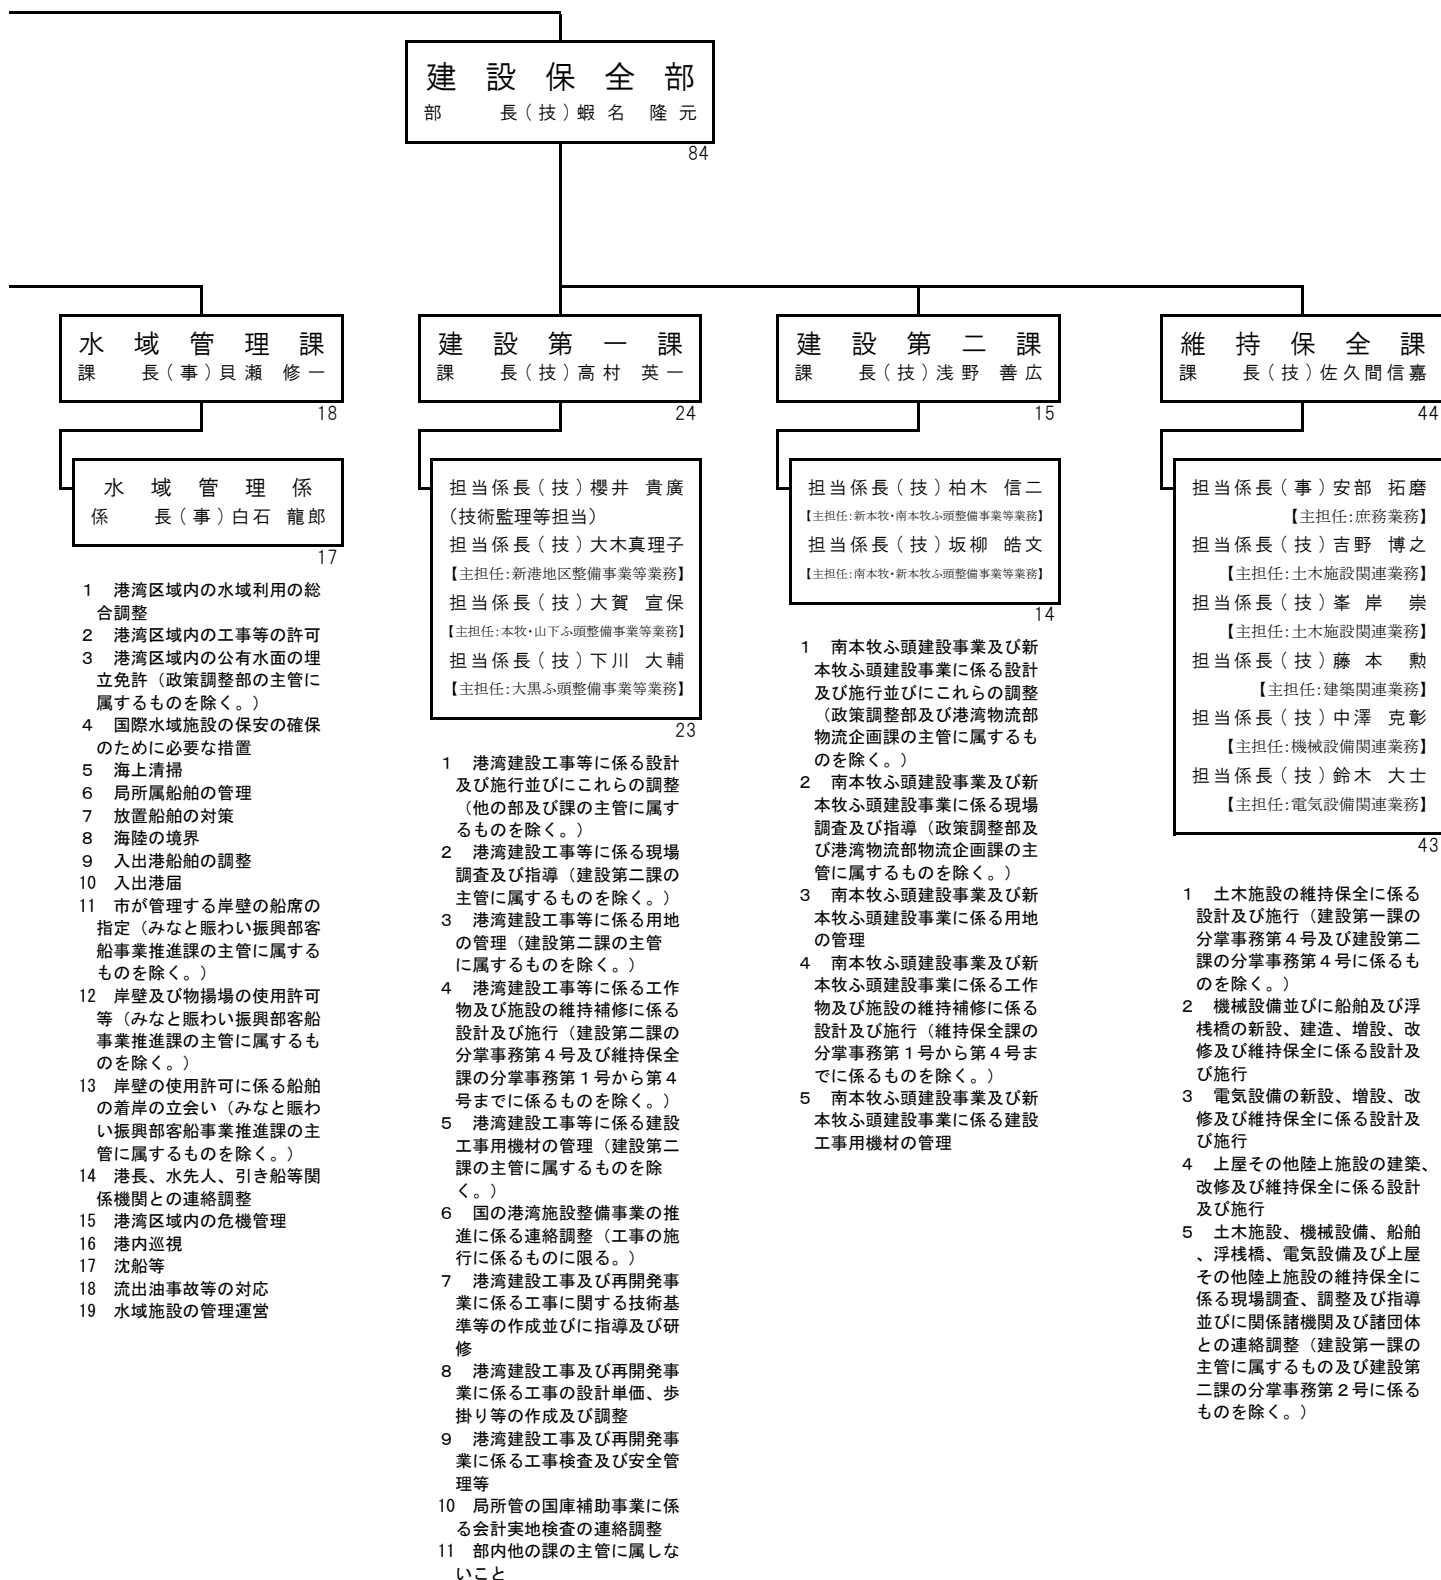 建設保全部
部　　長(技)蝦名　隆元
84
水域管理課
課　　長(事)貝瀬　修一
18
水域管理係
係　　長(事)白石　龍郎
17
1　港湾区域内の水域利用の総
合調整
2　港湾区域内の工事等の許可
3　港湾区域内の公有水面の埋
立免許（政策調整部の主管に
属するものを除く。）
4　国際水域施設の保安の確保
のために必要な措置
5　海上清掃
6　局所属船舶の管理
7　放置船舶の対策
8　海陸の境界
9　入出港船舶の調整
10　入出港届
11　市が管理する岸壁の船席の
指定（みなと賑わい振興部客
船事業推進課の主管に属する
ものを除く。）
12　岸壁及び物揚場の使用許可
等（みなと賑わい振興部客船
事業推進課の主管に属するも
のを除く。）
13　岸壁の使用許可に係る船舶
の着岸の立会い（みなと賑わ
い振興部客船事業推進課の主
管に属するものを除く。）
14　港長、水先人、引き船等関
係機関との連絡調整
15　港湾区域内の危機管理
16　港内巡視
17　沈船等
18　流出油事故等の対応
19　水域施設の管理運営
建設第一課
課　　長(技)高村　英一
24
担当係長(技)櫻井　貴廣
(技術監理等担当)
担当係長(技)大木真理子
【主担任:新港地区整備事業等業務】
担当係長(技)大賀　宣保
【主担任:本牧・山下ふ頭整備事業等業務】
担当係長(技)下川　大輔
【主担任:大黒ふ頭整備事業等業務】
23
1　港湾建設工事等に係る設計
及び施行並びにこれらの調整
（他の部及び課の主管に属す
るものを除く。）
2　港湾建設工事等に係る現場
調査及び指導（建設第二課の
主管に属するものを除く。）
3　港湾建設工事等に係る用地
の管理（建設第二課の主管
に属するものを除く。）
4　港湾建設工事等に係る工作
物及び施設の維持補修に係る
設計及び施行（建設第二課の
分掌事務第４号及び維持保全
課の分掌事務第１号から第４
号までに係るものを除く。）
5　港湾建設工事等に係る建設
工事用機材の管理（建設第二
課の主管に属するものを除
く。）
6　国の港湾施設整備事業の推
進に係る連絡調整（工事の施
行に係るものに限る。）
7　港湾建設工事及び再開発事
業に係る工事に関する技術基
準等の作成並びに指導及び研
修
8　港湾建設工事及び再開発事
業に係る工事の設計単価、歩
掛り等の作成及び調整
9　港湾建設工事及び再開発事
業に係る工事検査及び安全管
理等
10　局所管の国庫補助事業に係
る会計実地検査の連絡調整
11　部内他の課の主管に属しな
いこと
建設第二課
課　　長(技)浅野　善広
15
担当係長(技)柏木　信二
【主担任:新本牧・南本牧ふ頭整備事業等業務】
担当係長(技)坂柳　皓文
【主担任:南本牧・新本牧ふ頭整備事業等業務】
14
1　南本牧ふ頭建設事業及び新
本牧ふ頭建設事業に係る設計
及び施行並びにこれらの調整
（政策調整部及び港湾物流部
物流企画課の主管に属するも
のを除く。）
2　南本牧ふ頭建設事業及び新
本牧ふ頭建設事業に係る現場
調査及び指導（政策調整部及
び港湾物流部物流企画課の主
管に属するものを除く。）
3　南本牧ふ頭建設事業及び新
本牧ふ頭建設事業に係る用地
の管理
4　南本牧ふ頭建設事業及び新
本牧ふ頭建設事業に係る工作
物及び施設の維持補修に係る
設計及び施行（維持保全課の
分掌事務第１号から第４号ま
でに係るものを除く。）
5　南本牧ふ頭建設事業及び新
本牧ふ頭建設事業に係る建設
工事用機材の管理
維持保全課
課　　長(技)佐久間信嘉
44
担当係長(事)安部　拓磨
【主担任:庶務業務】
担当係長(技)吉野　博之
【主担任:土木施設関連業務】
担当係長(技)峯岸　崇
【主担任:土木施設関連業務】
担当係長(技)藤本　勲
【主担任:建築関連業務】
担当係長(技)中澤　克彰
【主担任:機械設備関連業務】
担当係長(技)鈴木　大士
【主担任:電気設備関連業務】
43
1　土木施設の維持保全に係る
設計及び施行（建設第一課の
分掌事務第４号及び建設第二
課の分掌事務第４号に係るも
のを除く。）
2　機械設備並びに船舶及び浮
桟橋の新設、建造、増設、改
修及び維持保全に係る設計及
び施行
3　電気設備の新設、増設、改
修及び維持保全に係る設計及
び施行
4　上屋その他陸上施設の建築、
改修及び維持保全に係る設計
及び施行
5　土木施設、機械設備、船舶
、浮桟橋、電気設備及び上屋
その他陸上施設の維持保全に
係る現場調査、調整及び指導
並びに関係諸機関及び諸団体
との連絡調整（建設第一課の
主管に属するもの及び建設第
二課の分掌事務第２号に係る
ものを除く。）